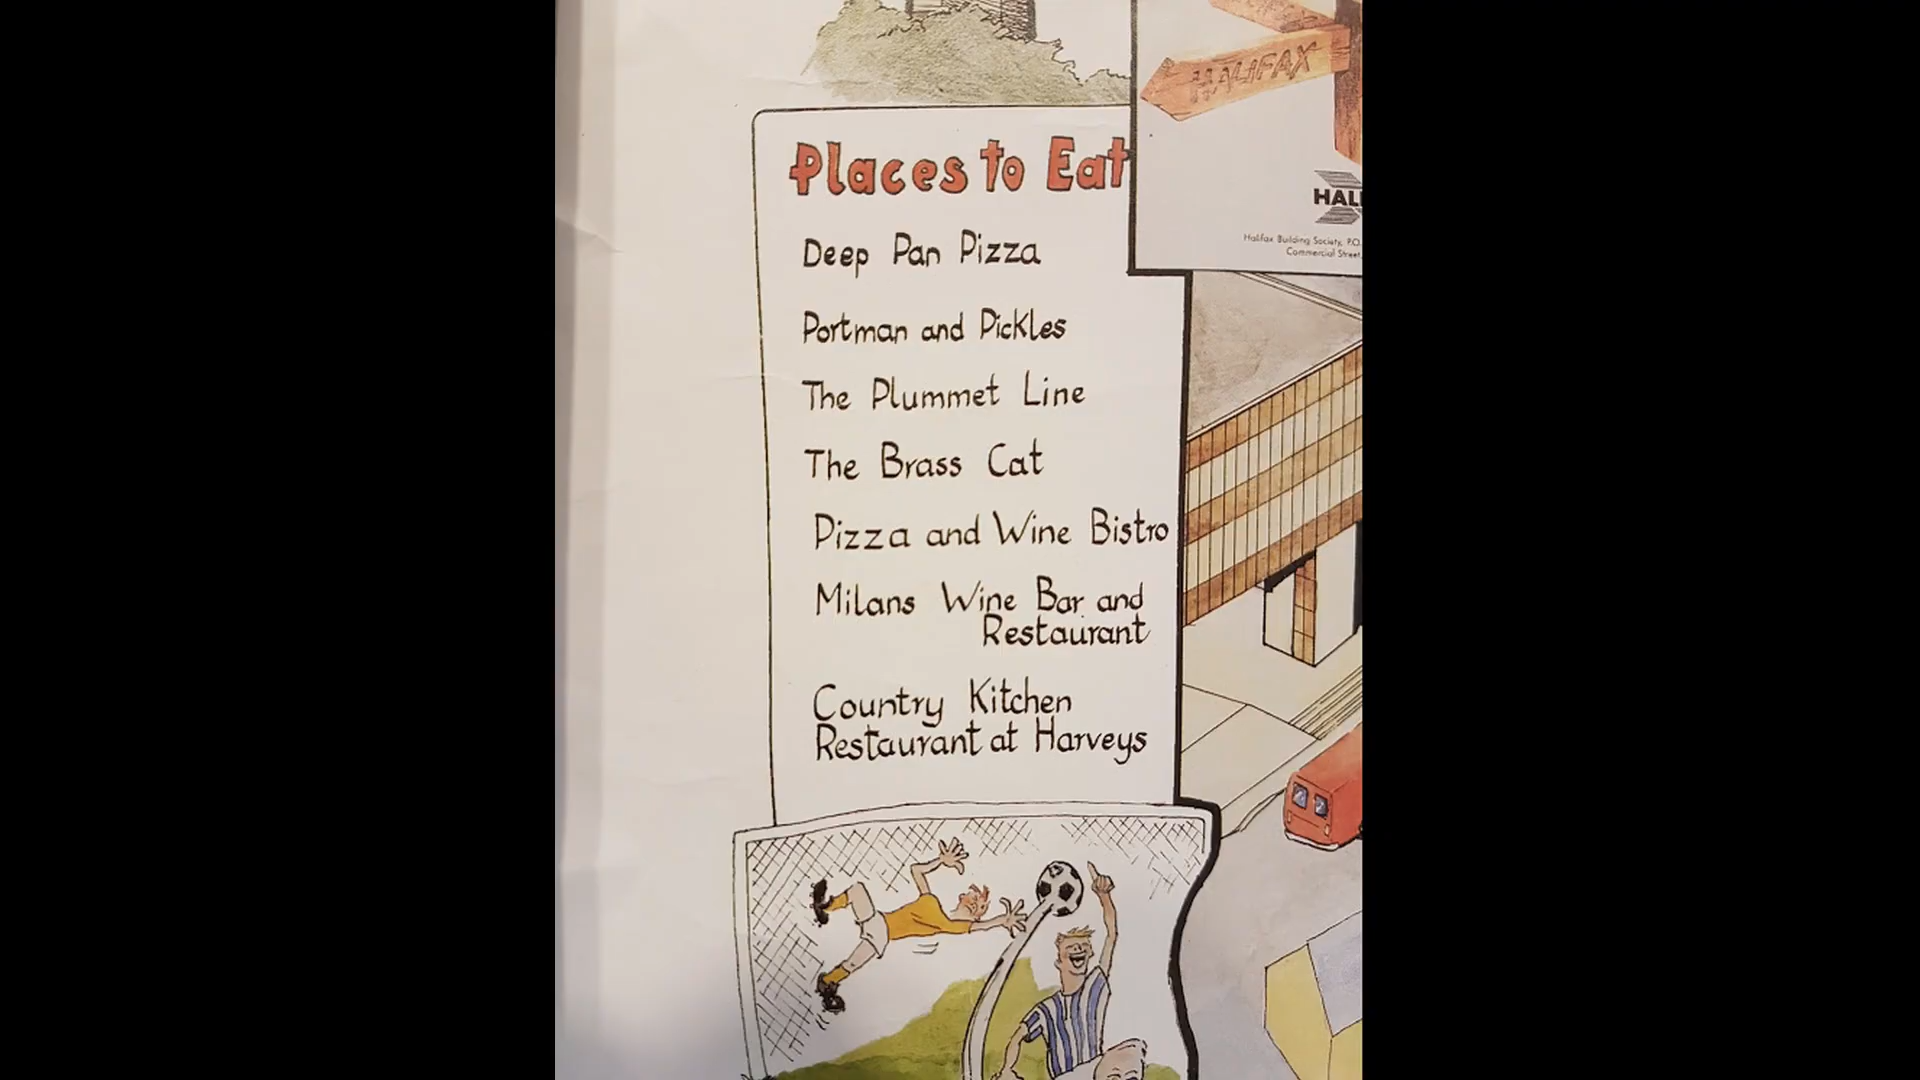 HALIFAX
Places to Eat
HAL
Halifax Building Society, P.O.
Commercial Street,
Deep Pan Pizza
Portman and Pickles
The Plummet Line
The Brass Cat
Pizza and Wine Bistro
Milans Wine Bar and
Restaurant
Country Kitchen
Restaurant at Harveys